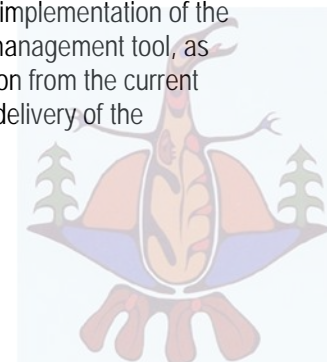 implementation of the
management tool, as
on from the current
delivery of the